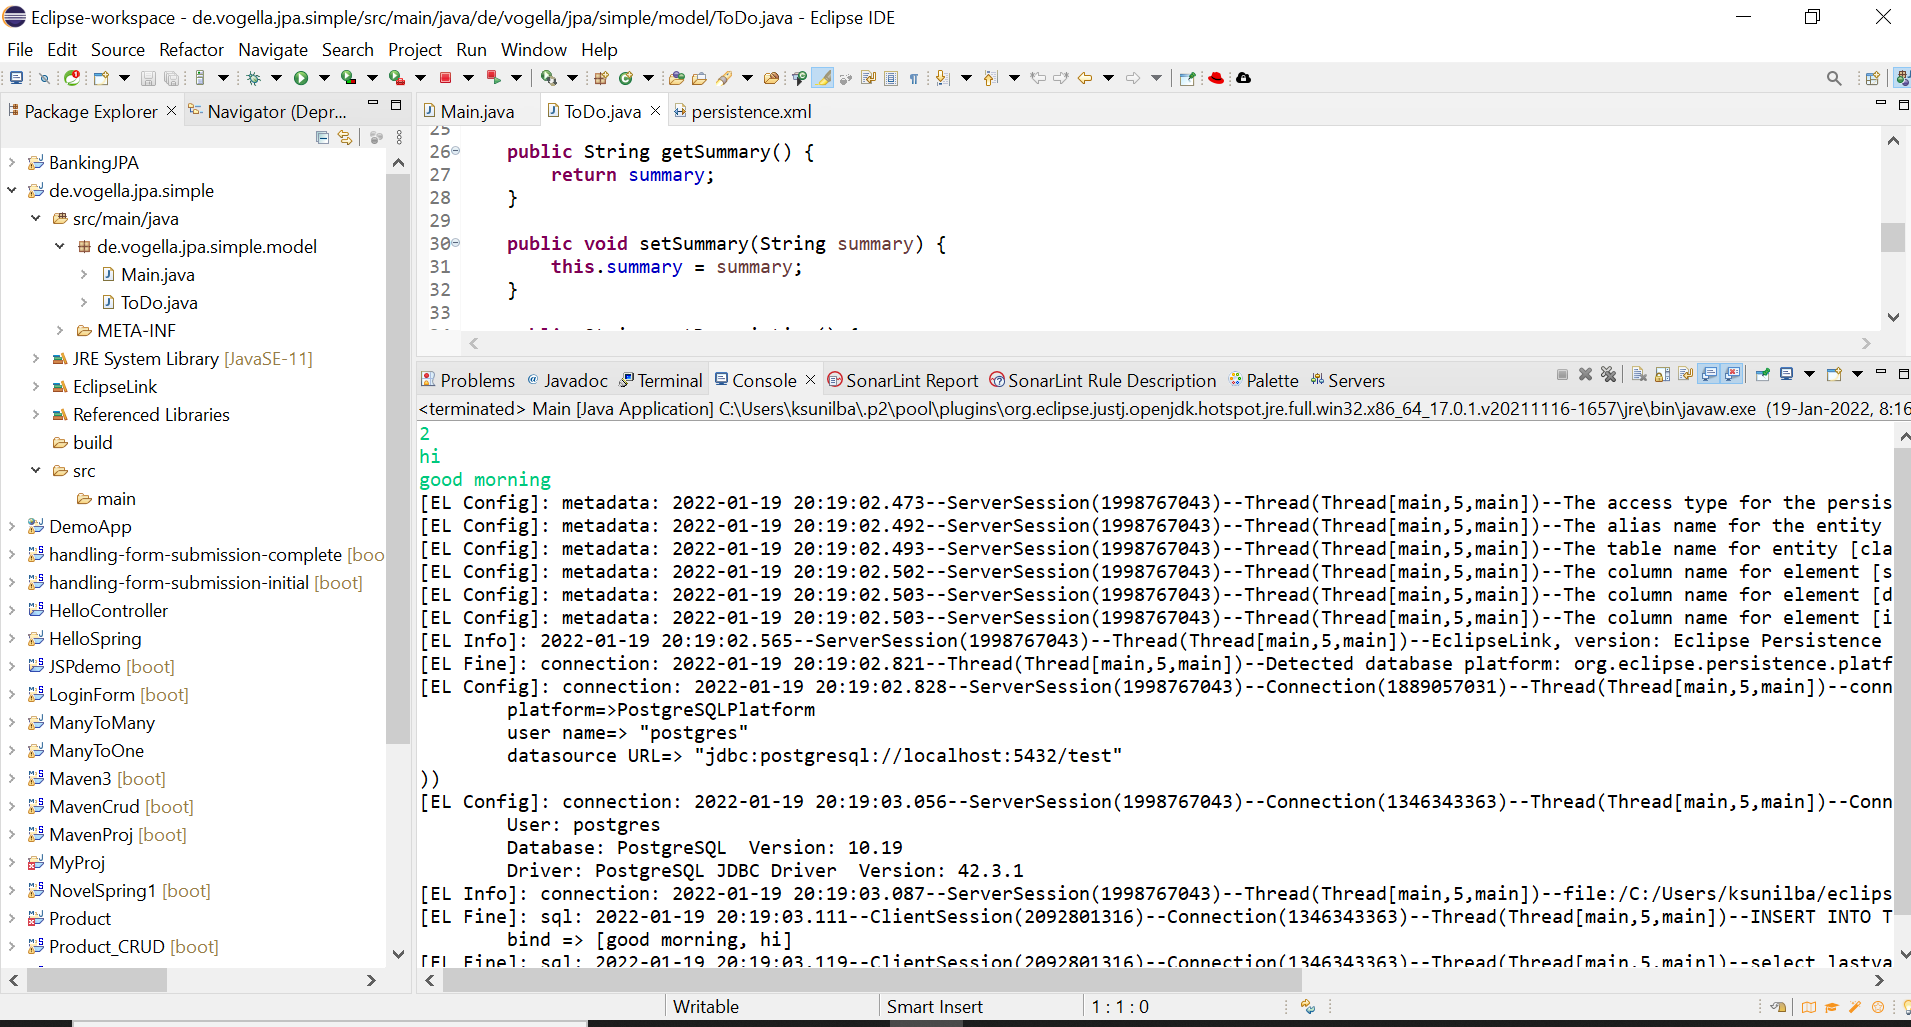 Eclipse-workspace - de.vogella.jpa.simple/src/main/java/de/vogella/jpa/simple/model/ToDo.java - Eclipse IDE
File Edit Source Refactor Navigate Search Project Run Window Help
Package Explorer
Navigator (Depr...
BankingJPA
de.vogella.jpa.simple
src/main/java
de.vogella.jpa.simple.model
Main.java
ToDo.java
META-INF
JRE System Library [JavaSE-11]
EclipseLink
Referenced Libraries
build
src
main
DemoApp
handling-form-submission-complete [boo
handling-form-submission-initial [boot]
HelloController
HelloSpring
JSPdemo [boot]
LoginForm [boot]
ManyToMany
ManyToOne
Maven3 [boot]
MavenCrud [boot]
MavenProj [boot]
MyProj
NovelSpring1 [boot]
Product
Product_CRUD [boot]
Main.java ToDo.java persistence.xml
25
26 public String getSummary() {
27 return summary;
28 }
29
30 public void setSummary(String summary) {
31 this.summary = summary;
32 }
33
Problems Javadoc Terminal Console SonarLint Report SonarLint Rule Description Palette Servers
<terminated> Main [Java Application] C:\Users\ksunilba\.p2\pool\plugins\org.eclipse.justj.openjdk.hotspot.jre.full.win32.x86_64_17.0.1.v20211116-1657\jre\bin\javaw.exe (19-Jan-2022, 8:16
2
hi
good morning
[EL Config]: metadata: 2022-01-19 20:19:02.473--ServerSession(1998767043)--Thread(Thread[main,5,main])--The access type for the persis
[EL Config]: metadata: 2022-01-19 20:19:02.492--ServerSession(1998767043)--Thread(Thread[main,5,main])--The alias name for the entity
[EL Config]: metadata: 2022-01-19 20:19:02.493--ServerSession(1998767043)--Thread(Thread[main,5,main])--The table name for entity [cla
[EL Config]: metadata: 2022-01-19 20:19:02.502--ServerSession(1998767043)--Thread(Thread[main,5,main])--The column name for element [s
[EL Config]: metadata: 2022-01-19 20:19:02.503--ServerSession(1998767043)--Thread(Thread[main,5,main])--The column name for element [d
[EL Config]: metadata: 2022-01-19 20:19:02.503--ServerSession(1998767043)--Thread(Thread[main,5,main])--The column name for element [i
[EL Info]: 2022-01-19 20:19:02.565--ServerSession(1998767043)--Thread(Thread[main,5,main])--EclipseLink, version: Eclipse Persistence
[EL Fine]: connection: 2022-01-19 20:19:02.821--Thread(Thread[main,5,main])--Detected database platform: org.eclipse.persistence.platf
[EL Config]: connection: 2022-01-19 20:19:02.828--ServerSession(1998767043)--Connection(1889057031)--Thread(Thread[main,5,main])--conn
platform=>PostgreSQLPlatform
user name=> "postgres"
datasource URL=> "jdbc:postgresql://localhost:5432/test"
))
[EL Config]: connection: 2022-01-19 20:19:03.056--ServerSession(1998767043)--Connection(1346343363)--Thread(Thread[main,5,main])--Conn
User: postgres
Database: PostgreSQL  Version: 10.19
Driver: PostgreSQL JDBC Driver  Version: 42.3.1
[EL Info]: connection: 2022-01-19 20:19:03.087--ServerSession(1998767043)--Thread(Thread[main,5,main])--file:/C:/Users/ksunilba/eclips
[EL Fine]: sql: 2022-01-19 20:19:03.111--ClientSession(2092801316)--Connection(1346343363)--Thread(Thread[main,5,main])--INSERT INTO T
bind => [good morning, hi]
[EL Fine]: sql: 2022-01-19 20:19:03.119--ClientSession(2092801316)--Connection(1346343363)--Thread(Thread[main,5,main])--select lastva
Writable Smart Insert 1 : 1 : 0